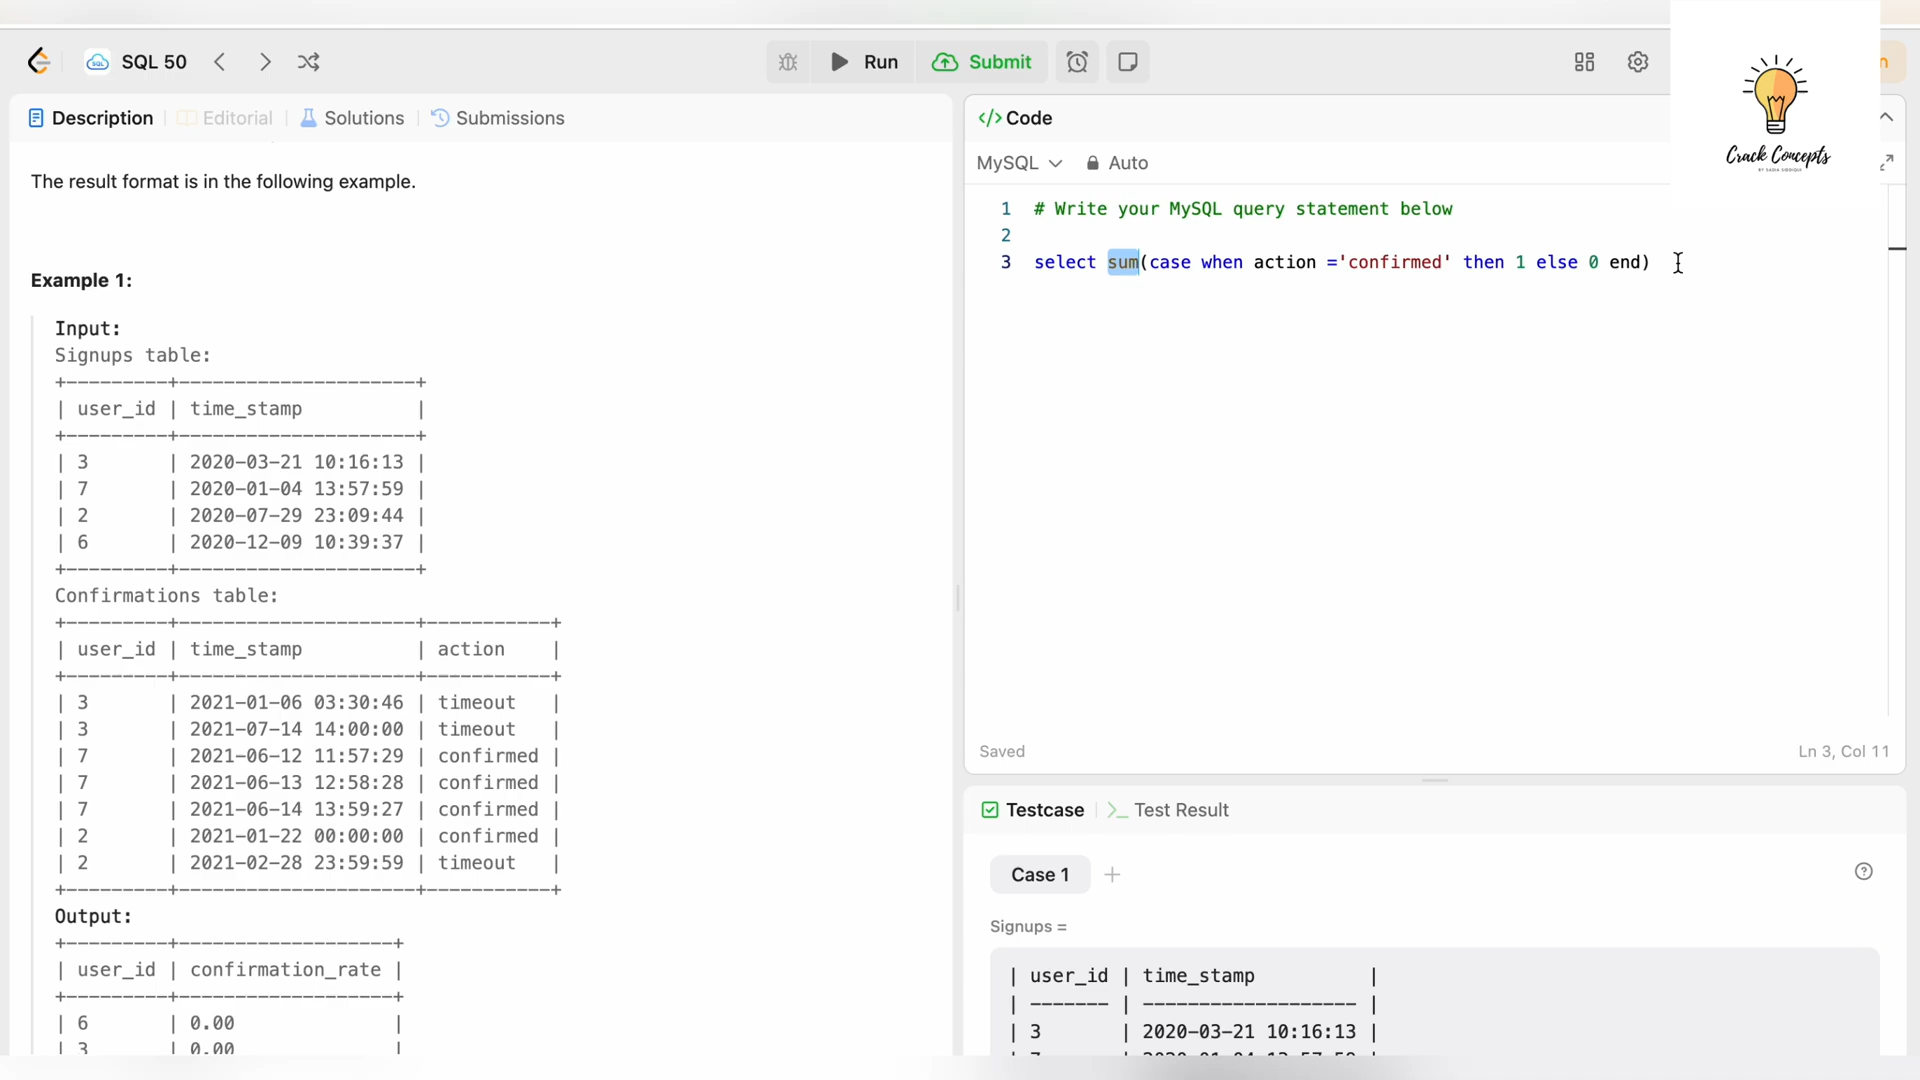 SQL 50
Run
Submit
n
Crack Concepts
Description
Editorial
Solutions
Submissions
The result format is in the following example.
Example 1:
Input:
Signups table:
+---------+---------------------+
| user_id | time_stamp          |
+---------+---------------------+
| 3       | 2020-03-21 10:16:13 |
| 7       | 2020-01-04 13:57:59 |
| 2       | 2020-07-29 23:09:44 |
| 6       | 2020-12-09 10:39:37 |
+---------+---------------------+
Confirmations table:
+---------+---------------------+-----------+
| user_id | time_stamp          | action    |
+---------+---------------------+-----------+
| 3       | 2021-01-06 03:30:46 | timeout   |
| 3       | 2021-07-14 14:00:00 | timeout   |
| 7       | 2021-06-12 11:57:29 | confirmed |
| 7       | 2021-06-13 12:58:28 | confirmed |
| 7       | 2021-06-14 13:59:27 | confirmed |
| 2       | 2021-01-22 00:00:00 | confirmed |
| 2       | 2021-02-28 23:59:59 | timeout   |
+---------+---------------------+-----------+
Output:
+---------+-------------------+
| user_id | confirmation_rate |
+---------+-------------------+
| 6       | 0.00              |
| 3       | 0.00              |
</> Code
MySQL
Auto
1 # Write your MySQL query statement below
2
3 select sum(case when action ='confirmed' then 1 else 0 end)
Saved
Ln 3, Col 11
Testcase
Test Result
Case 1
Signups =
| user_id | time_stamp          |
| ------- | ------------------- |
| 3       | 2020-03-21 10:16:13 |
| 7       | 2020-01-04 13:57:59 |